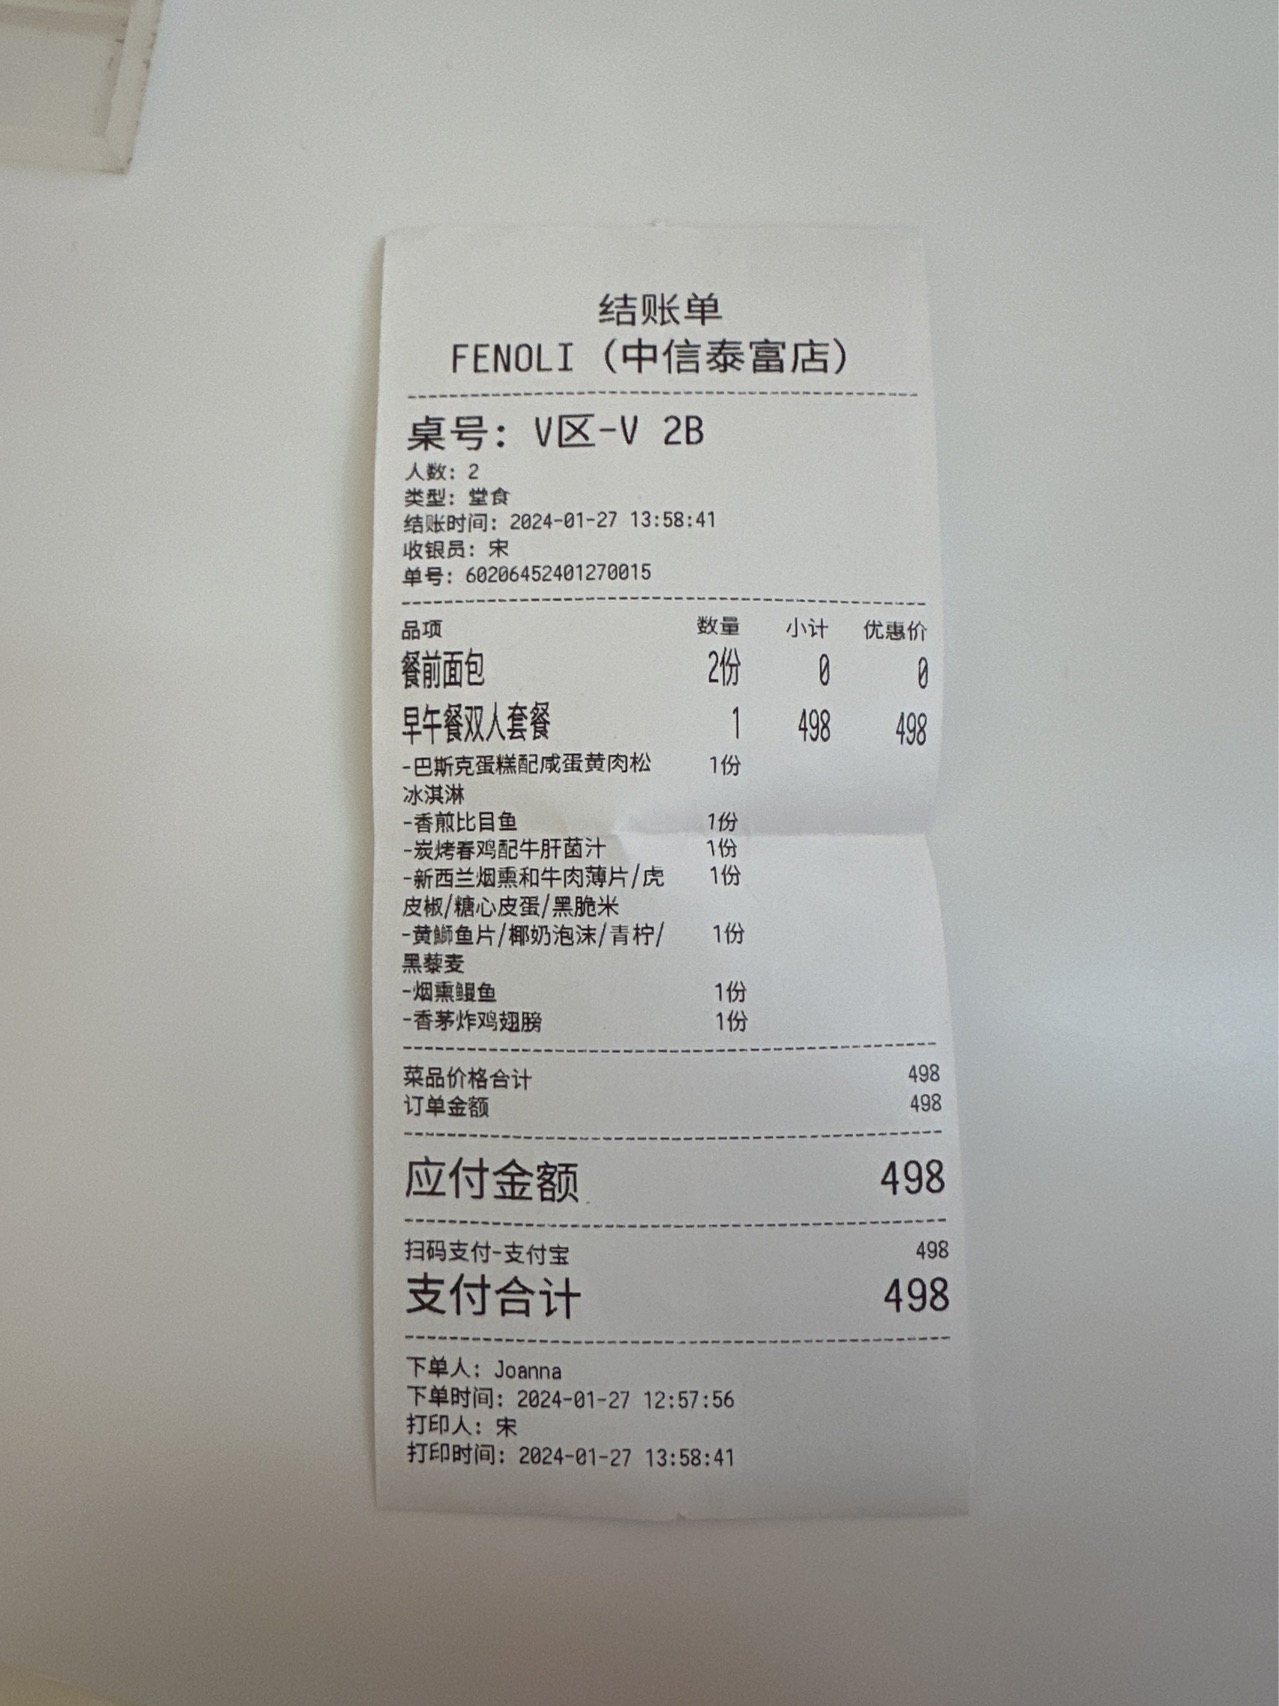 结账单
FENOLI (中信泰富店)
桌号: V区-V 2B
人数: 2
类型: 堂食
结账时间: 2024-01-27 13:58:41
收银员: 宋
单号: 60206452401270015
品项 数量 小计 优惠价
餐前面包 2份 0 0
早午餐双人套餐 1 498 498
-巴斯克蛋糕配咸蛋黄肉松 1份
冰淇淋
-香煎比目鱼 1份
-炭烤春鸡配牛肝菌汁 1份
-新西兰烟熏和牛肉薄片/虎 1份
皮椒/糖心皮蛋/黑脆米
-黄鰤鱼片/椰奶泡沫/青柠/ 1份
黑藜麦
-烟熏鳗鱼 1份
-香茅炸鸡翅膀 1份
菜品价格合计 498
订单金额 498
应付金额 498
扫码支付-支付宝 498
支付合计 498
下单人: Joanna
下单时间: 2024-01-27 12:57:56
打印人: 宋
打印时间: 2024-01-27 13:58:41